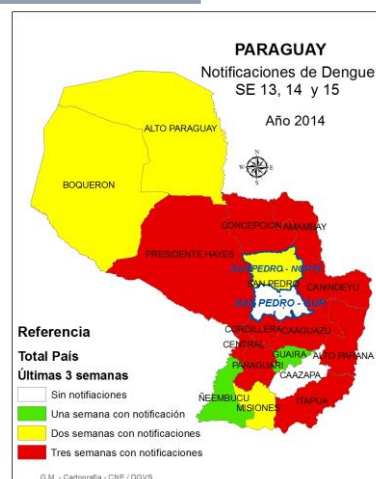 PARAGUAY
Notificaciones de Dengue
SE 13, 14 y 15
Año 2014
N
W
E
S
ALTO PARAGUAY
BOQUERON
CONCEPCION
AMAMBAY
PRESIDENTE HAYES
SAN PEDRO - NORTE
SAN PEDRO
CANINDEYU
SAN PEDRO - SUR
CORDILLERA
CAAGUAZU
CENTRAL
GUAIRA
ALTO PARANA
PARAGUARI
CAAZAPA
ÑEEMBUCU
MISIONES
ITAPUA
Referencia
Total País
Últimas 3 semanas
Sin notifiaciones
Una semana con notificación
Dos semanas con notificaciones
Tres semanas con notificaciones
G.M. - Cartografía - CNE / DGVS